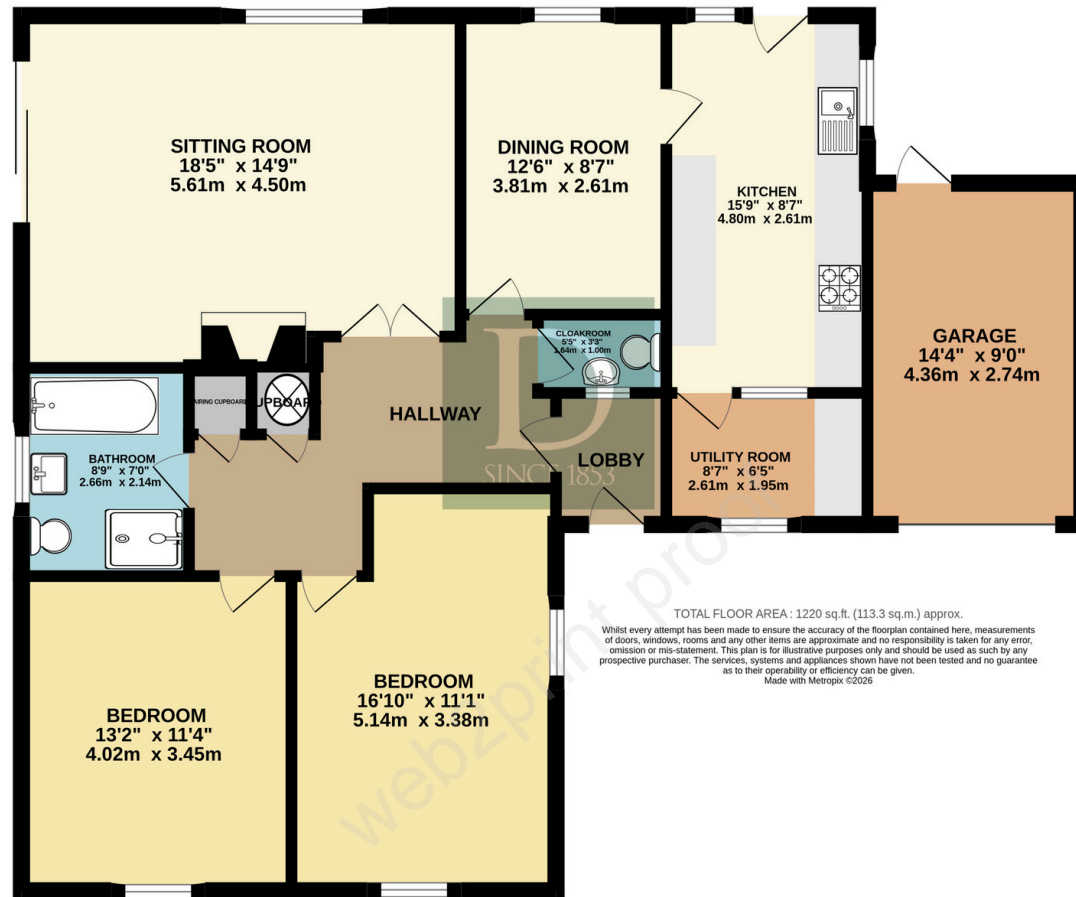 SITTING ROOM
18'5" x 14'9"
5.61m x 4.50m
DINING ROOM
12'6" x 8'7"
3.81m x 2.61m
KITCHEN
15'9" x 8'7"
4.80m x 2.61m
GARAGE
14'4" x 9'0"
4.36m x 2.74m
CLOAKROOM
5'5" x 3'3"
1.64m x 1.00m
AIRING CUPBOARD
CUPBOARD
HALLWAY
D
SINCE 1853
LOBBY
BATHROOM
8'9" x 7'0"
2.66m x 2.14m
UTILITY ROOM
8'7" x 6'5"
2.61m x 1.95m
BEDROOM
13'2" x 11'4"
4.02m x 3.45m
BEDROOM
16'10" x 11'1"
5.14m x 3.38m
web2print proof
TOTAL FLOOR AREA : 1220 sq.ft. (113.3 sq.m.) approx.
Whilst every attempt has been made to ensure the accuracy of the floorplan contained here, measurements
of doors, windows, rooms and any other items are approximate and no responsibility is taken for any error,
omission or mis-statement. This plan is for illustrative purposes only and should be used as such by any
prospective purchaser. The services, systems and appliances shown have not been tested and no guarantee
as to their operability or efficiency can be given.
Made with Metropix ©2026